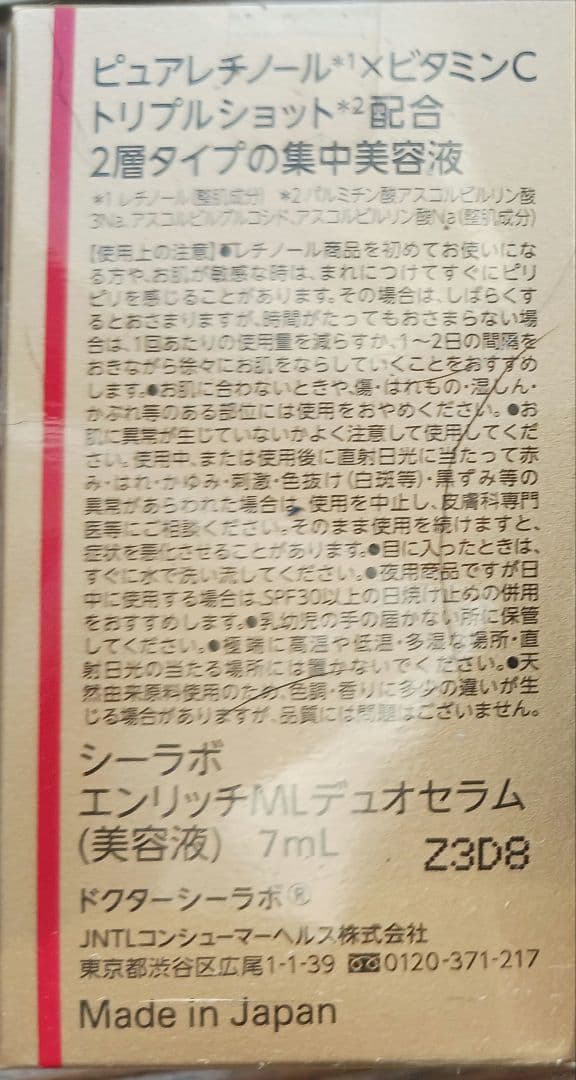 ピュアレチノール*1×ビタミンC
トリプルショット*2配合
2層タイプの集中美容液
*1 レチノール(整肌成分) *2 パルミチン酸アスコルビルリン酸
3Na、アスコルビルグルコシド、アスコルビルリン酸Na(整肌成分)
【使用上の注意】●レチノール商品を初めてお使いにな
る方や、お肌が敏感な時は、まれにつけてすぐにピリ
ピリを感じることがあります。その場合は、しばらくす
るとおさまりますが、時間がたってもおさまらない場
合は、1回あたりの使用量を減らすか、1〜2日の間隔を
おきながら徐々にお肌をならしていくことをおすすめ
します。●お肌に合わないときや、傷・はれもの・湿しん・
かぶれ等のある部位には使用をおやめください。●お
肌に異常が生じていないかよく注意して使用してくだ
さい。使用中、または使用後に直射日光に当たって赤
み・はれ・かゆみ・刺激・色抜け(白斑等)・黒ずみ等の
異常があらわれた場合は、使用を中止し、皮膚科専門
医等にご相談ください。そのまま使用を続けますと、
症状を悪化させることがあります。●目に入ったときは、
すぐに水で洗い流してください。●夜用商品ですが日
中に使用する場合は、SPF30以上の日焼け止めの併用
をおすすめします。●乳幼児の手の届かない所に保管
してください。●極端に高温や低温・多湿な場所・直
射日光の当たる場所には置かないでください。●天
然由来原料使用のため、色調・香りに多少の違いが生
じる場合がありますが、品質には問題はございません。
シーラボ
エンリッチMLデュオセラム
(美容液) 7mL Z3D8
ドクターシーラボ®
JNTLコンシューマーヘルス株式会社
東京都渋谷区広尾1-1-39 0120-371-217
Made in Japan